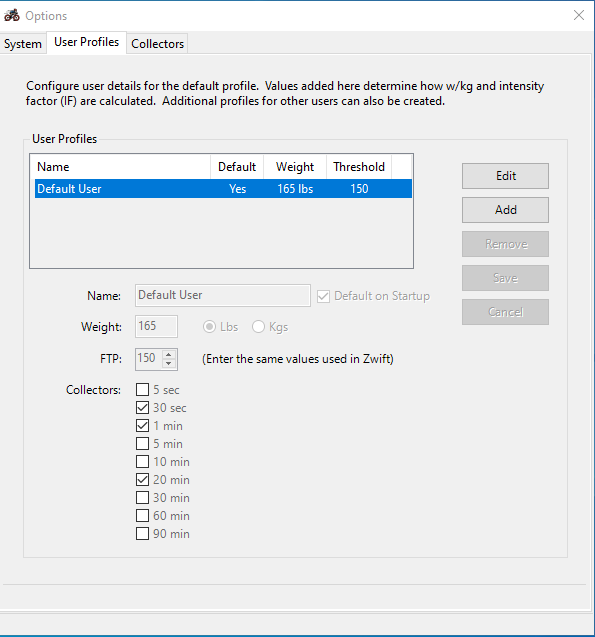 Options
System User Profiles Collectors
Configure user details for the default profile. Values added here determine how w/kg and intensity
factor (IF) are calculated. Additional profiles for other users can also be created.
User Profiles
Name Default Weight Threshold
Default User Yes 165 lbs 150
Edit
Add
Remove
Save
Cancel
Name: Default User Default on Startup
Weight: 165 Lbs Kgs
FTP: 150 (Enter the same values used in Zwift)
Collectors: 5 sec
30 sec
1 min
5 min
10 min
20 min
30 min
60 min
90 min